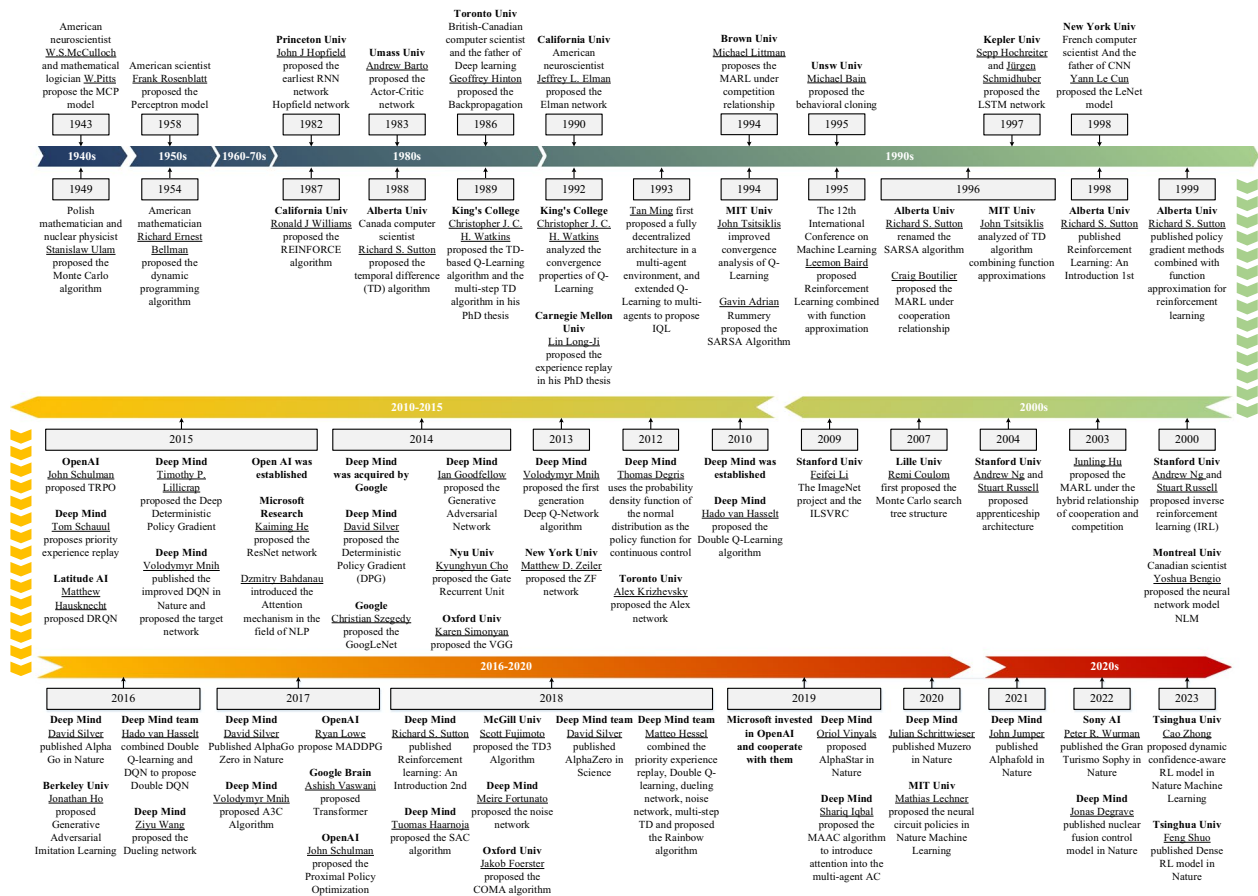 American
neuroscientist
W.S.McCulloch
and mathematical
logician W.Pitts
propose the MCP
model
1943
American scientist
Frank Rosenblatt
proposed the
Perceptron model
1958
Princeton Univ
John J Hopfield
proposed the
earliest RNN
network
Hopfield network
1982
Umass Univ
Andrew Barto
proposed the
Actor-Critic
network
1983
Toronto Univ
British-Canadian
computer scientist
and the father of
Deep learning
Geoffrey Hinton
proposed the
Backpropagation
1986
California Univ
American
neuroscientist
Jeffrey L. Elman
proposed the
Elman network
1990
Brown Univ
Michael Littman
proposes the
MARL under
competition
relationship
1994
Unsw Univ
Michael Bain
proposed the
behavioral cloning
1995
Kepler Univ
Sepp Hochreiter
and Jürgen
Schmidhuber
proposed the
LSTM network
1997
New York Univ
French computer
scientist And the
father of CNN
Yann Le Cun
proposed the LeNet
model
1998
1940s
1950s
1960-70s
1980s
1990s
1949
Polish
mathematician and
nuclear physicist
Stanislaw Ulam
proposed the Monte
Carlo algorithm
1954
American
mathematician
Richard Ernest
Bellman
proposed the
dynamic
programming
algorithm
1987
California Univ
Ronald J Williams
proposed the
REINFORCE
algorithm
1988
Alberta Univ
Canada computer
scientist
Richard S. Sutton
proposed the
temporal difference
(TD) algorithm
1989
King's College
Christopher J. C.
H. Watkins
proposed the TD-
based Q-Learning
algorithm and the
multi-step TD
algorithm in his
PhD thesis
1992
King's College
Christopher J. C.
H. Watkins
analyzed the
convergence
properties of Q-
Learning
Carnegie Mellon
Univ
Lin Long-Ji
proposed the
experience replay
in his PhD thesis
1993
Tan Ming first
proposed a fully
decentralized
architecture in a
multi-agent
environment, and
extended Q-
Learning to multi-
agents to propose
IQL
1994
MIT Univ
John Tsitsiklis
improved
convergence
analysis of Q-
Learning
Gavin Adrian
Rummery
proposed the
SARSA Algorithm
1995
The 12th
International
Conference on
Machine Learning
Leemon Baird
proposed
Reinforcement
Learning combined
with function
approximation
1996
Alberta Univ
Richard S. Sutton
renamed the
SARSA algorithm
Craig Boutilier
proposed the
MARL under
cooperation
relationship
MIT Univ
John Tsitsiklis
analyzed of TD
algorithm
combining function
approximations
1998
Alberta Univ
Richard S. Sutton
published
Reinforcement
Learning: An
Introduction 1st
1999
Alberta Univ
Richard S. Sutton
published policy
gradient methods
combined with
function
approximation for
reinforcement
learning
2010-2015
2000s
2015
OpenAI
John Schulman
proposed TRPO
Deep Mind
Tom Schauul
proposes priority
experience replay
Latitude AI
Matthew
Hausknecht
proposed DRQN
Deep Mind
Timothy P.
Lillicrap
proposed the Deep
Deterministic
Policy Gradient
Deep Mind
Volodymyr Mnih
published the
improved DQN in
Nature and
proposed the target
network
Open AI was
established
Microsoft
Research
Kaiming He
proposed the
ResNet network
Dzmitry Bahdanau
introduced the
Attention
mechanism in the
field of NLP
2014
Deep Mind
was acquired by
Google
Deep Mind
David Silver
proposed the
Deterministic
Policy Gradient
(DPG)
Google
Christian Szegedy
proposed the
GoogLeNet
Deep Mind
Ian Goodfellow
proposed the
Generative
Adversarial
Network
Nyu Univ
Kyunghyun Cho
proposed the Gate
Recurrent Unit
Oxford Univ
Karen Simonyan
proposed the VGG
2013
Deep Mind
Volodymyr Mnih
proposed the first
generation
Deep Q-Network
algorithm
New York Univ
Matthew D. Zeiler
proposed the ZF
network
2012
Deep Mind
Thomas Degris
uses the probability
density function of
the normal
distribution as the
policy function for
continuous control
Toronto Univ
Alex Krizhevsky
proposed the Alex
network
2010
Deep Mind was
established
Deep Mind
Hado van Hasselt
proposed the
Double Q-Learning
algorithm
2009
Stanford Univ
Feifei Li
The ImageNet
project and the
ILSVRC
2007
Lille Univ
Remi Coulom
first proposed the
Monte Carlo search
tree structure
2004
Stanford Univ
Andrew Ng and
Stuart Russell
proposed
apprenticeship
architecture
2003
Junling Hu
proposed the
MARL under the
hybrid relationship
of cooperation and
competition
2000
Stanford Univ
Andrew Ng and
Stuart Russell
proposed inverse
reinforcement
learning (IRL)
Montreal Univ
Canadian scientist
Yoshua Bengio
proposed the neural
network model
NLM
2016-2020
2020s
2016
Deep Mind
David Silver
published Alpha
Go in Nature
Berkeley Univ
Jonathan Ho
proposed
Generative
Adversarial
Imitation Learning
Deep Mind team
Hado van Hasselt
combined Double
Q-learning and
DQN to propose
Double DQN
Deep Mind
Ziyu Wang
proposed the
Dueling network
2017
Deep Mind
David Silver
Published AlphaGo
Zero in Nature
Deep Mind
Volodymyr Mnih
proposed A3C
Algorithm
OpenAI
Ryan Lowe
propose MADDPG
Google Brain
Ashish Vaswani
proposed
Transformer
OpenAI
John Schulman
proposed the
Proximal Policy
Optimization
2018
Deep Mind
Richard S. Sutton
published
Reinforcement
learning: An
Introduction 2nd
Deep Mind
Tuomas Haarnoja
proposed the SAC
algorithm
McGill Univ
Scott Fujimoto
proposed the TD3
Algorithm
Deep Mind
Meire Fortunato
proposed the noise
network
Oxford Univ
Jakob Foerster
proposed the
COMA algorithm
Deep Mind team
David Silver
published
AlphaZero in
Science
Deep Mind team
Matteo Hessel
combined the
priority experience
replay, Double Q-
learning, dueling
network, noise
network, multi-step
TD and proposed
the Rainbow
algorithm
2019
Microsoft invested
in OpenAI
and cooperate
with them
Deep Mind
Oriol Vinyals
proposed
AlphaStar in
Nature
Deep Mind
Shariq Iqbal
proposed the
MAAC algorithm
to introduce
attention into the
multi-agent AC
2020
Deep Mind
Julian Schrittwieser
published Muzero
in Nature
MIT Univ
Mathias Lechner
proposed the neural
circuit policies in
Nature Machine
Learning
2021
Deep Mind
John Jumper
published
Alphafold in
Nature
2022
Sony AI
Peter R. Wurman
published the Gran
Turismo Sophy in
Nature
Deep Mind
Jonas Degrave
published nuclear
fusion control
model in Nature
2023
Tsinghua Univ
Cao Zhong
proposed dynamic
confidence-aware
RL model in
Nature Machine
Learning
Tsinghua Univ
Feng Shuo
published Dense
RL model in Nature